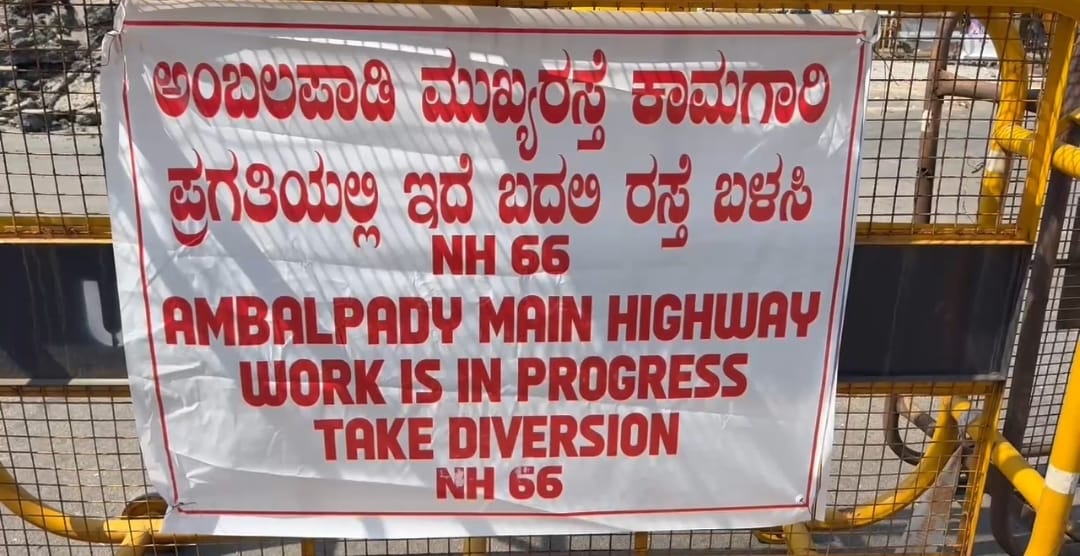 ಅಂಬಲಪಾಡಿ ಮುಖ್ಯರಸ್ತೆ ಕಾಮಗಾರಿ
ಪ್ರಗತಿಯಲ್ಲಿ ಇದೆ ಬದಲಿ ರಸ್ತೆ ಬಳಸಿ
NH 66
AMBALPADY MAIN HIGHWAY
WORK IS IN PROGRESS
TAKE DIVERSION
NH 66